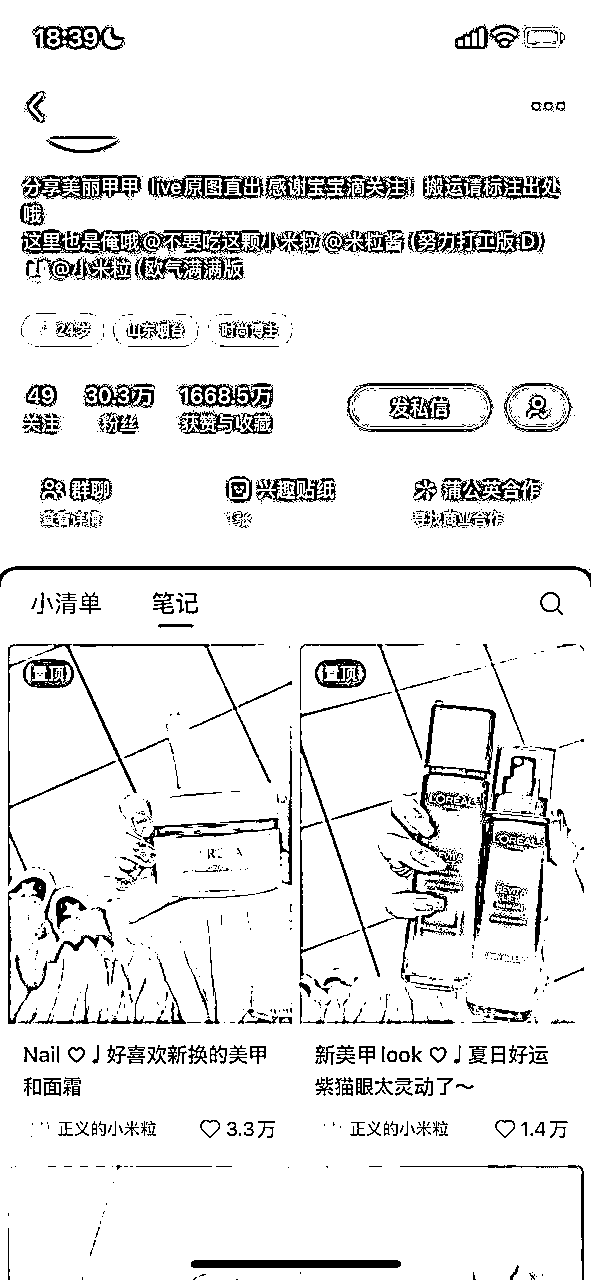 18:39
分享美丽甲甲 live原图直出 感谢宝宝滴关注！搬运请标注出处
哦
这里也是俺哦@不要吃这颗小米粒 @米粒酱 (努力打工版:D)
@小米粒 (欧气满满版
24岁 山东烟台 时尚博主
49 30.3万 1668.5万 发私信
关注 粉丝 获赞与收藏
群聊 兴趣贴纸 蒲公英合作
查看详情 寻找商业合作
小清单 笔记
置顶 置顶
L'OREAL L'OREAL
Nail ♡ ♩好喜欢新换的美甲
和面霜
新美甲look ♡ ♩夏日好运
紫猫眼太灵动了～
正义的小米粒 3.3万
正义的小米粒 1.4万